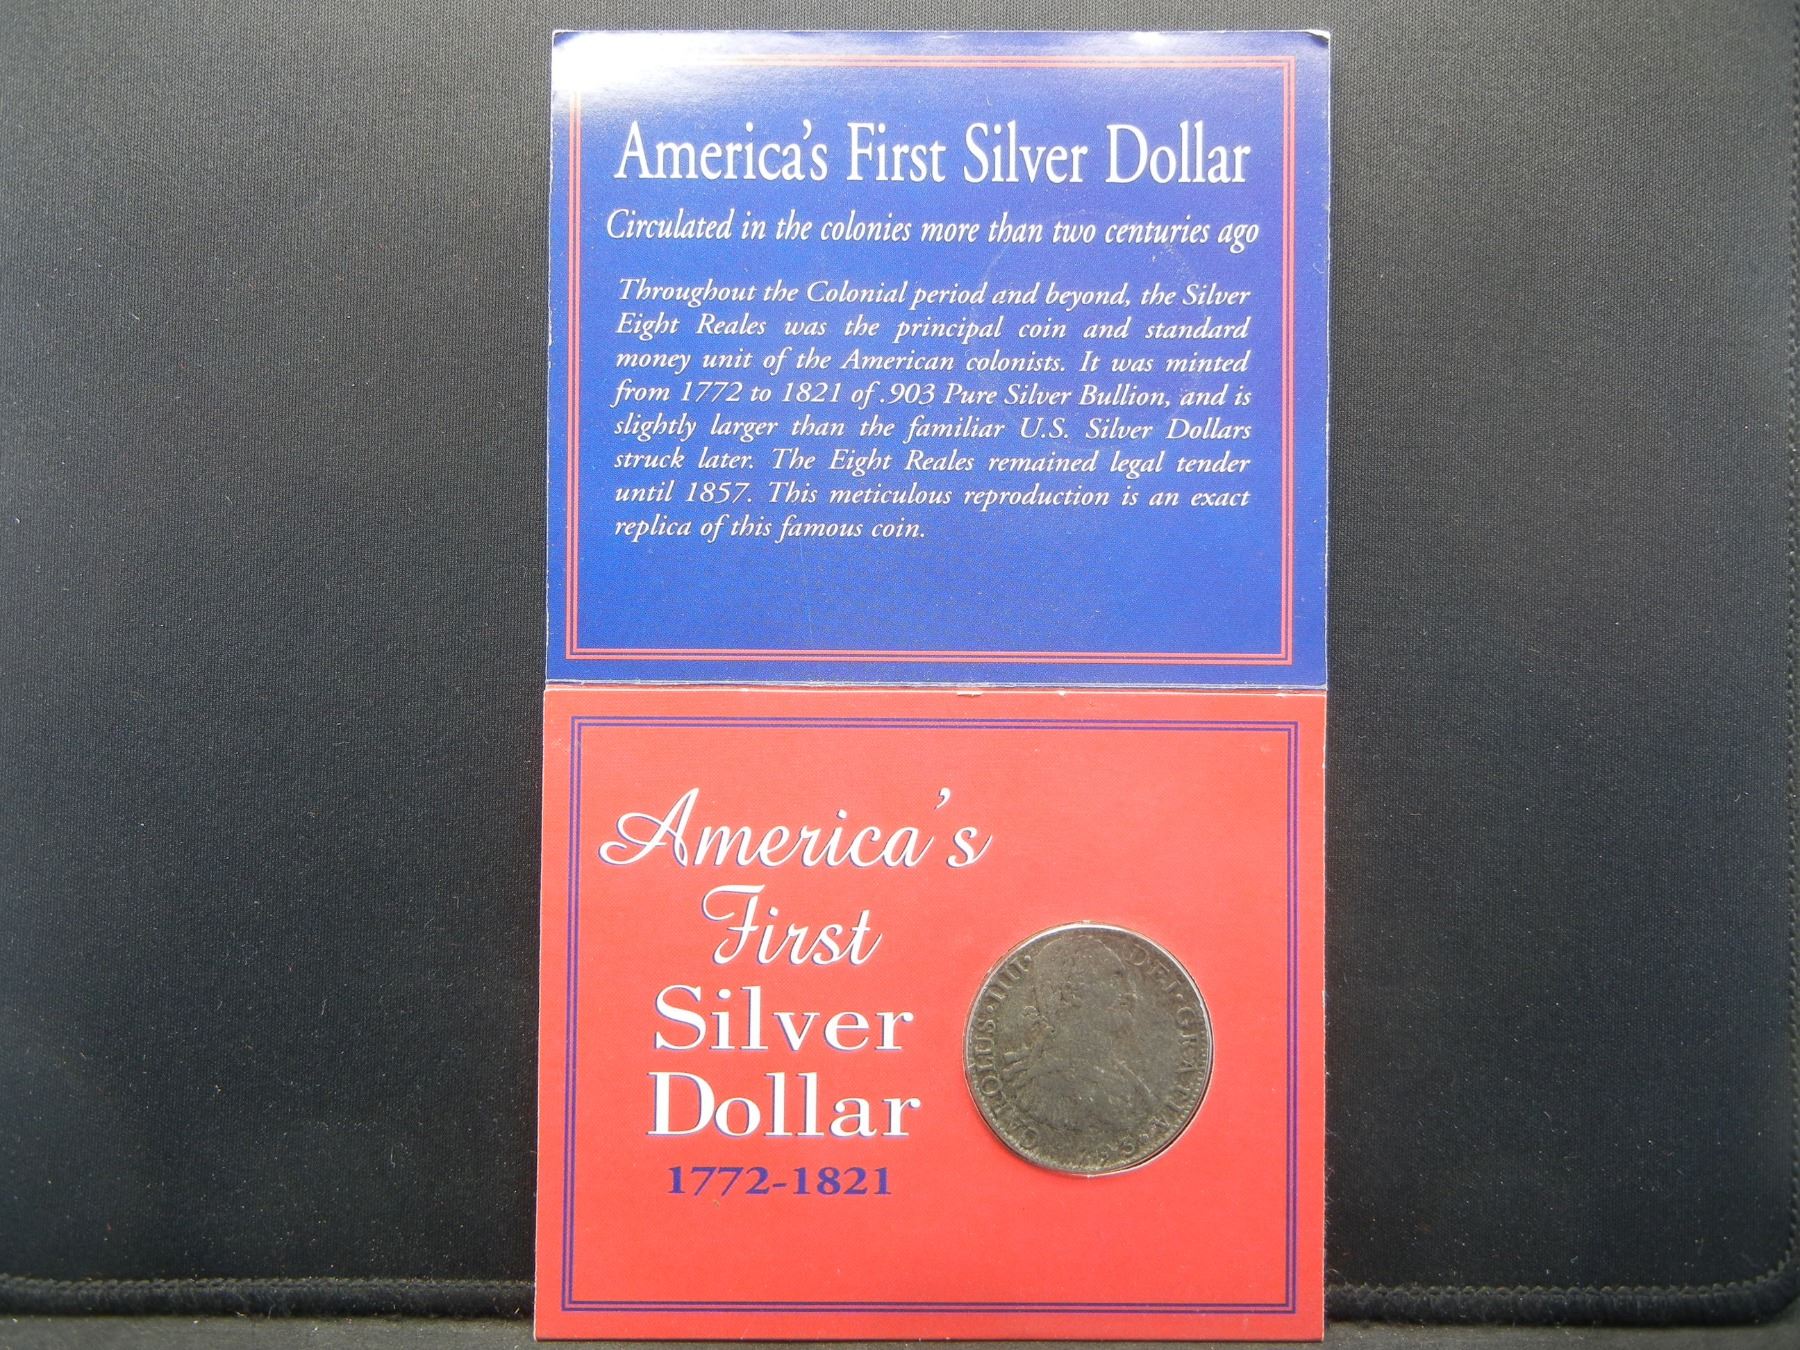 America's First Silver Dollar
Circulated in the colonies more than two centuries ago
Throughout the Colonial period and beyond, the Silver
Eight Reales was the principal coin and standard
money unit of the American colonists. It was minted
from 1772 to 1821 of .903 Pure Silver Bullion, and is
slightly larger than the familiar U.S. Silver Dollars
struck later. The Eight Reales remained legal tender
until 1857. This meticulous reproduction is an exact
replica of this famous coin.
America's
First
Silver
Dollar
1772-1821
CAROLUS·IIII· DEI·GRATIA